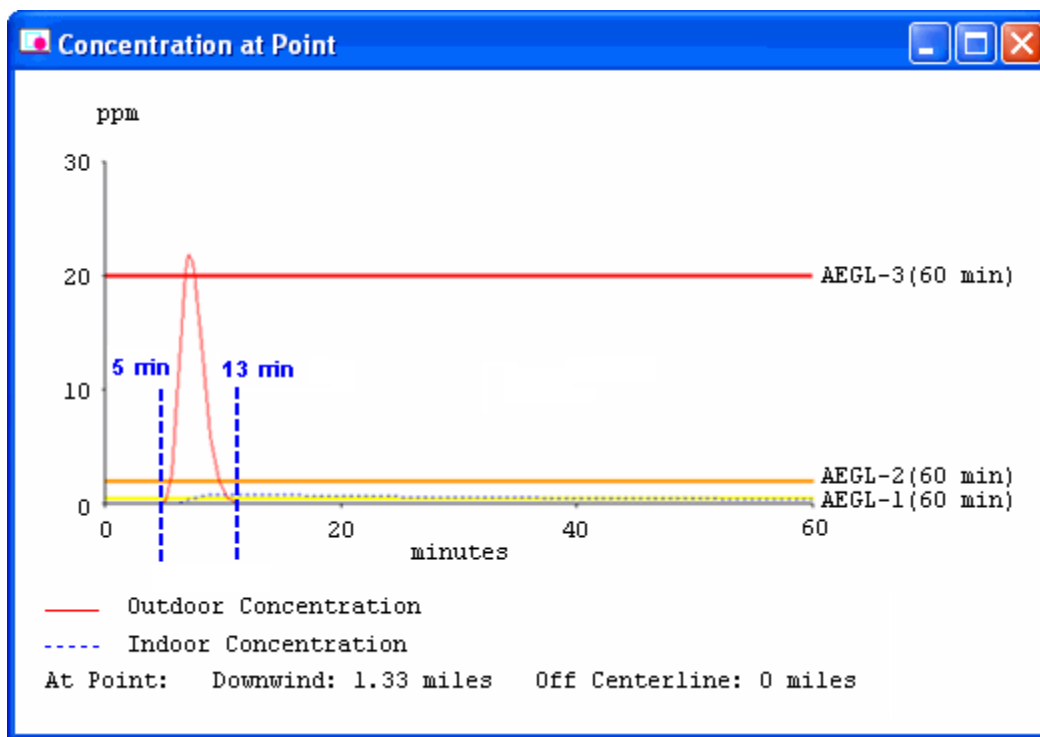 Concentration at Point
ppm
30
20
AEGL-3(60 min)
5 min 13 min
10
AEGL-2(60 min)
0
AEGL-1(60 min)
0 20 40 60
minutes
Outdoor Concentration
Indoor Concentration
At Point: Downwind: 1.33 miles Off Centerline: 0 miles